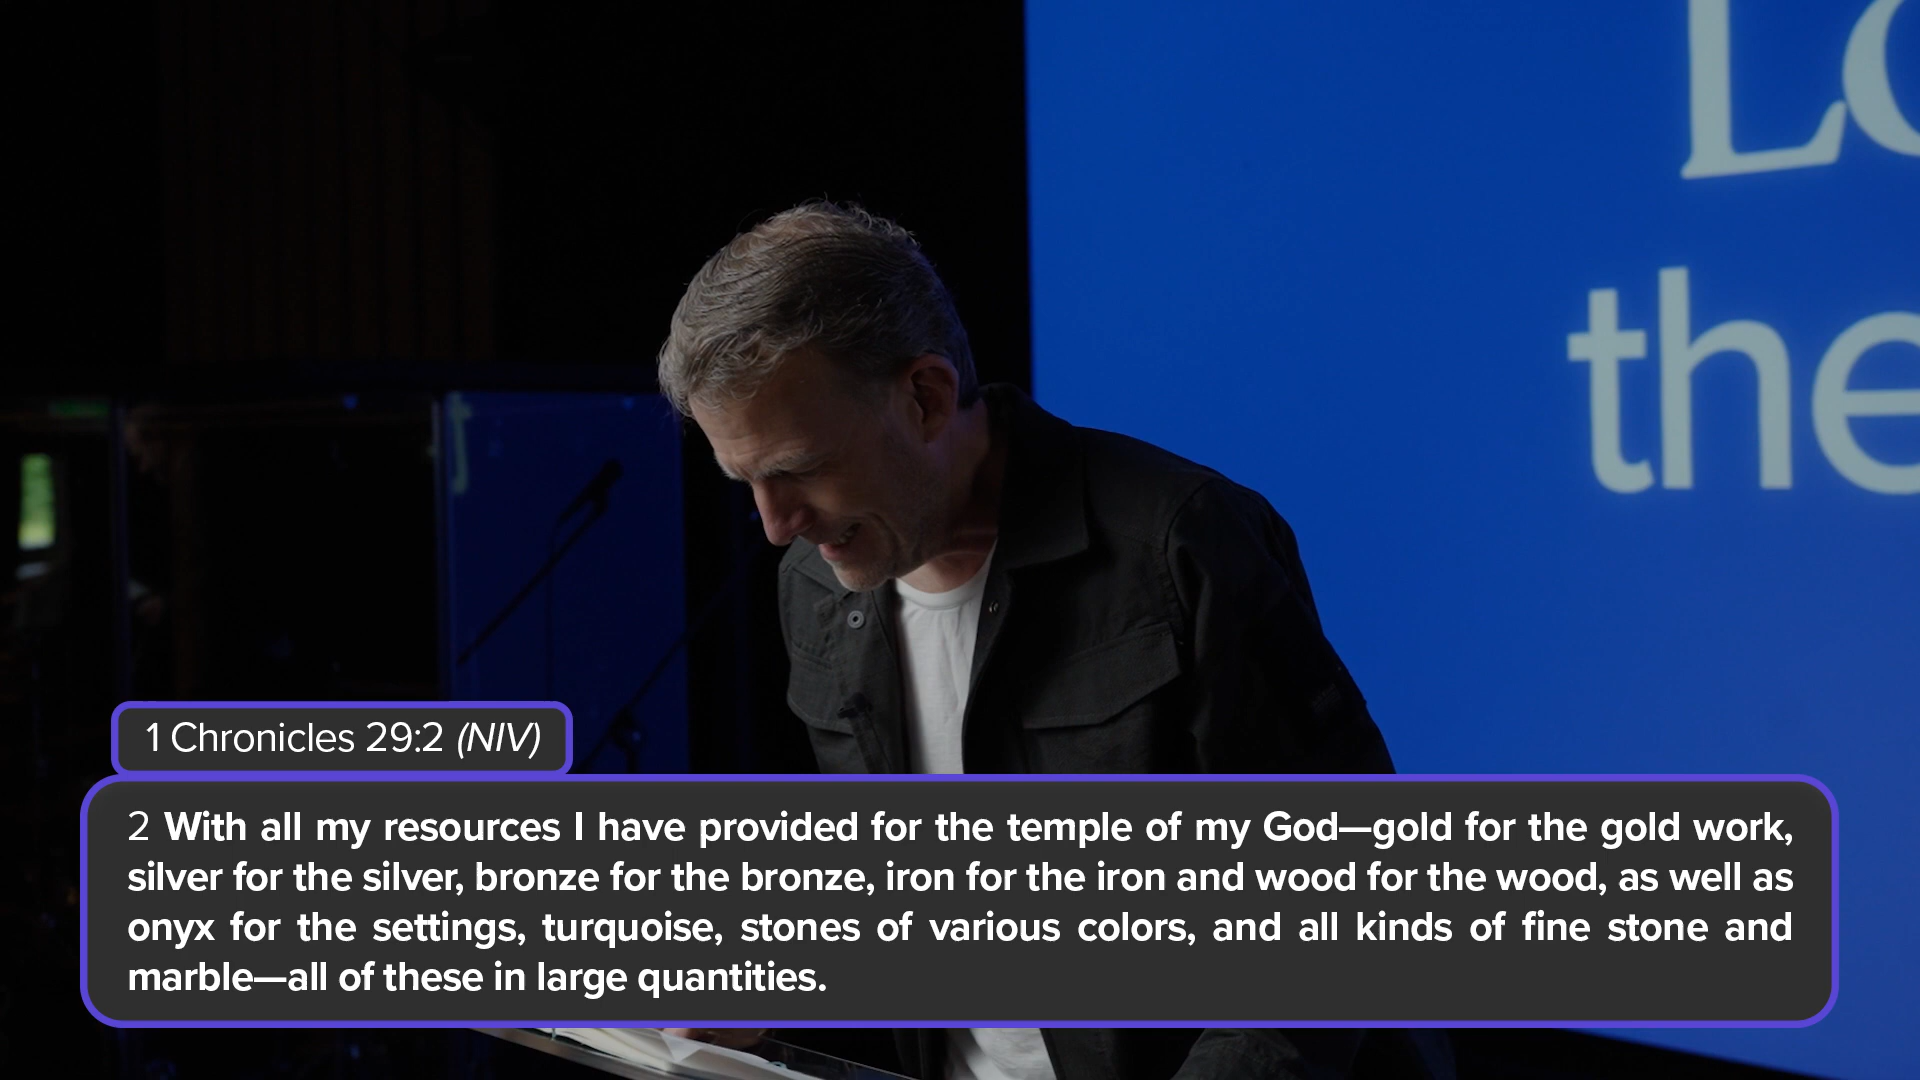 the
1 Chronicles 29:2 (NIV)
2 With all my resources I have provided for the temple of my God—gold for the gold work,
silver for the silver, bronze for the bronze, iron for the iron and wood for the wood, as well as
onyx for the settings, turquoise, stones of various colors, and all kinds of fine stone and
marble—all of these in large quantities.